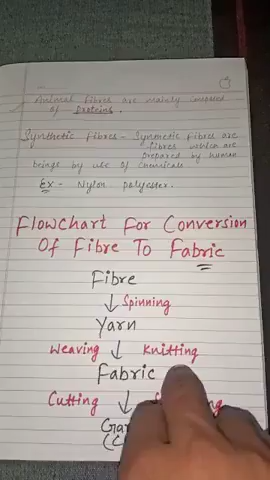 Animal fibres are mainly composed
of Proteins.
Synthetic Fibres - Synthetic fibres are
fibres which are
prepared by human
beings by use of chemicals.
Ex - Nylon polyester.
Flowchart For Conversion
Of Fibre To Fabric
Fibre
↓ Spinning
Yarn
Weaving ↓ Knitting
Fabric
Cutting ↓